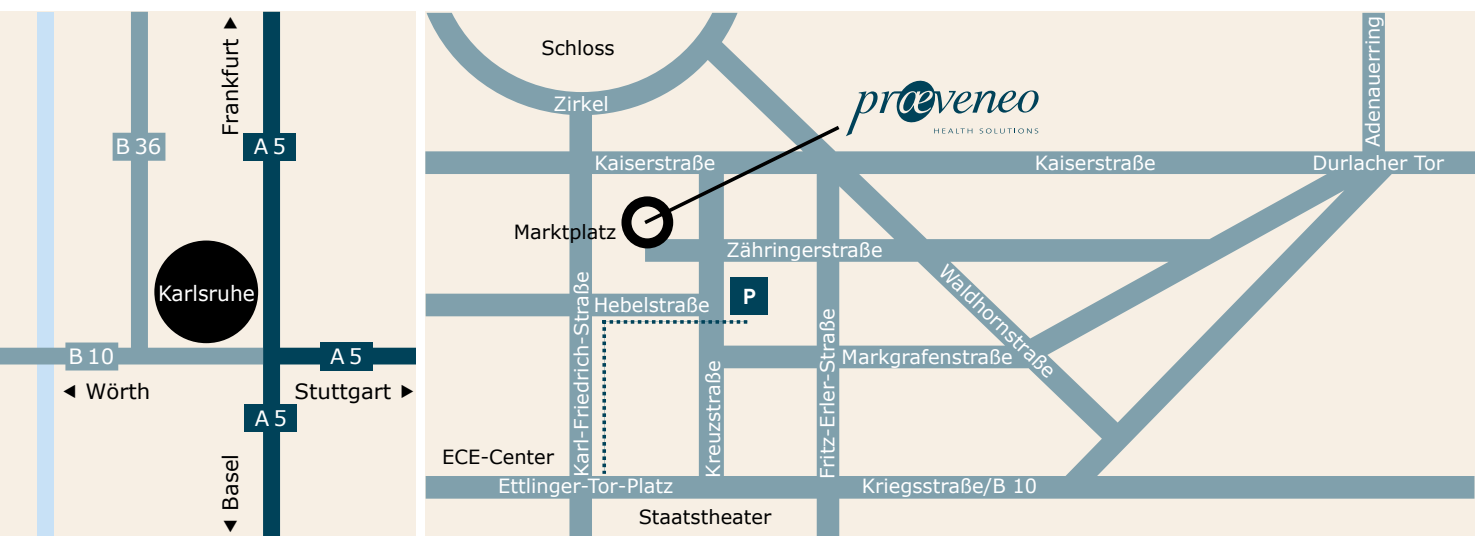 Frankfurt
B 36
A 5
Karlsruhe
B 10
A 5
Wörth
Stuttgart
A 5
Basel
Schloss
Zirkel
præveneo
HEALTH SOLUTIONS
Adenauerring
Kaiserstraße
Kaiserstraße
Durlacher Tor
Marktplatz
Zähringerstraße
Waldhornstraße
P
Hebelstraße
Karl-Friedrich-Straße
Kreuzstraße
Fritz-Erler-Straße
Markgrafenstraße
ECE-Center
Ettlinger-Tor-Platz
Kriegsstraße/B 10
Staatstheater